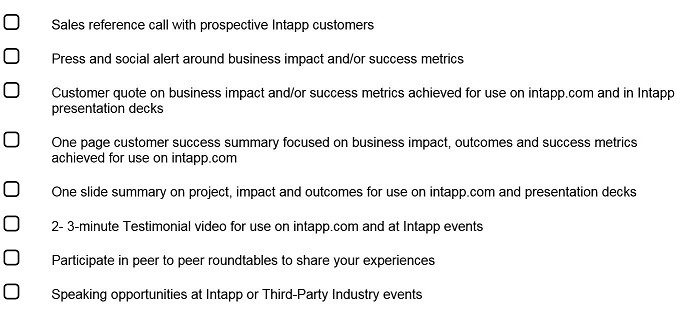 Sales reference call with prospective Intapp customers
Press and social alert around business impact and/or success metrics
Customer quote on business impact and/or success metrics achieved for use on intapp.com and in Intapp
presentation decks
One page customer success summary focused on business impact, outcomes and success metrics
achieved for use on intapp.com
One slide summary on project, impact and outcomes for use on intapp.com and presentation decks
2- 3-minute Testimonial video for use on intapp.com and at Intapp events
Participate in peer to peer roundtables to share your experiences
Speaking opportunities at Intapp or Third-Party Industry events